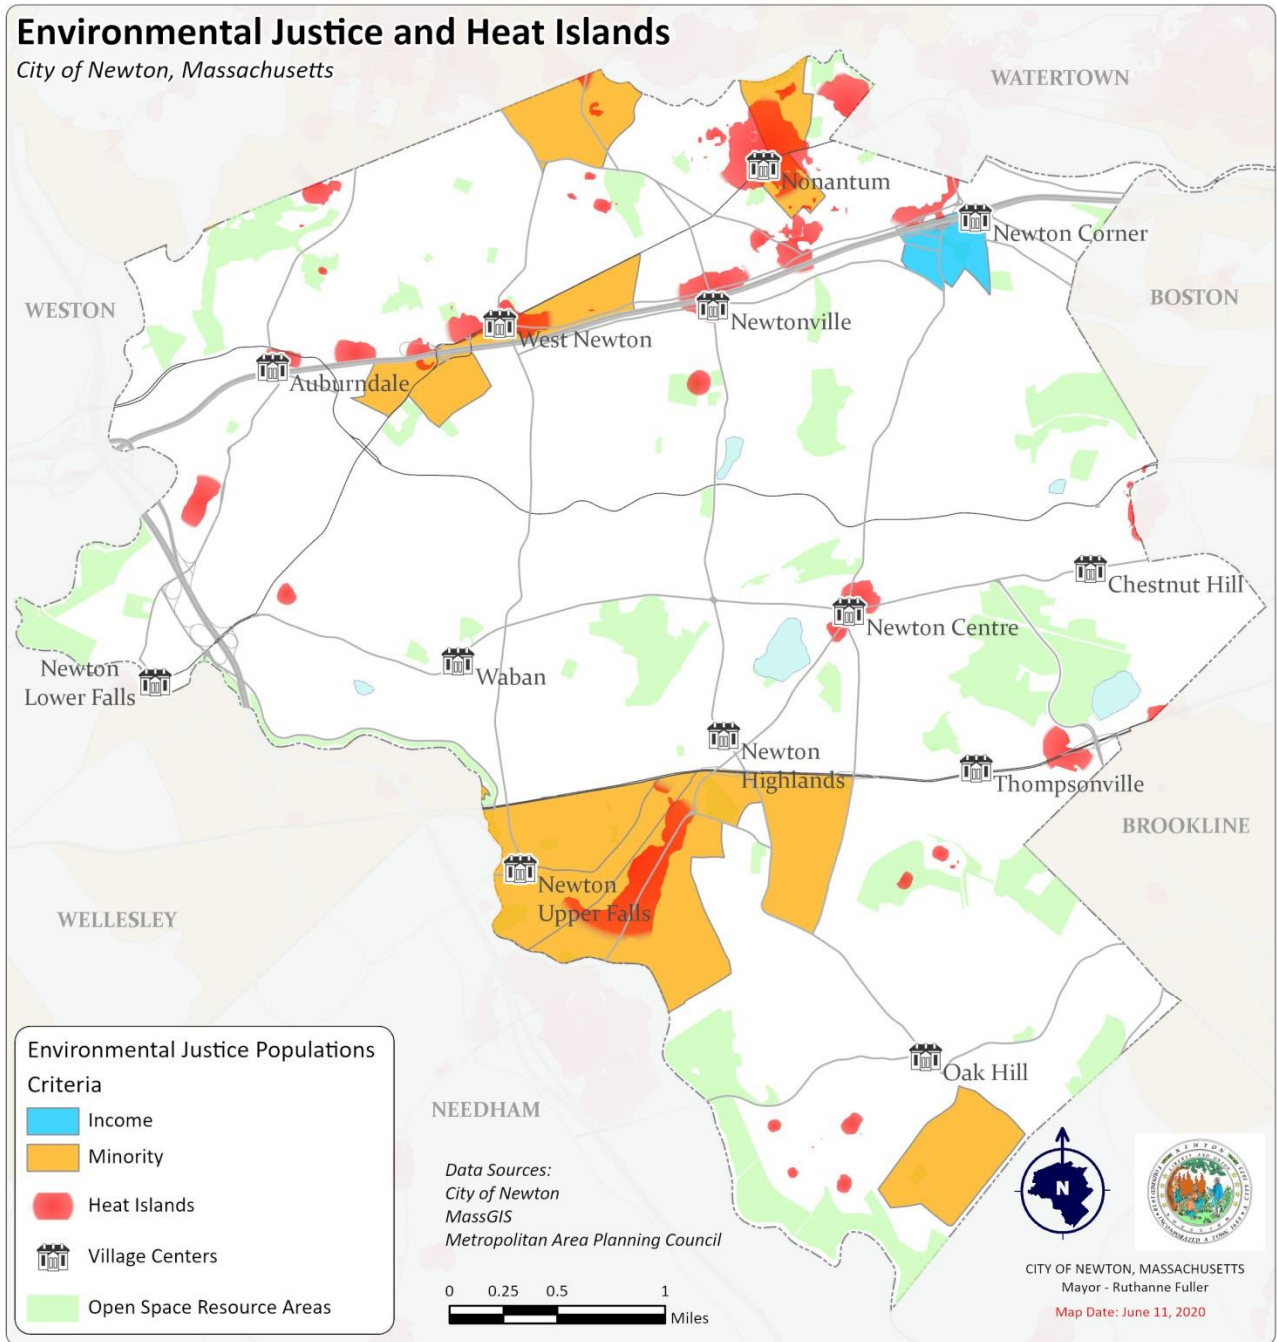 Environmental Justice and Heat Islands
City of Newton, Massachusetts
WATERTOWN
Nonantum
Newton Corner
WESTON
BOSTON
Newtonville
West Newton
Auburndale
Chestnut Hill
Newton Centre
Newton
Lower Falls
Waban
Newton
Highlands
Thompsonville
BROOKLINE
Newton
Upper Falls
WELLESLEY
Oak Hill
NEEDHAM
Environmental Justice Populations
Criteria
Income
Minority
Heat Islands
Village Centers
Open Space Resource Areas
Data Sources:
City of Newton
MassGIS
Metropolitan Area Planning Council
0 0.25 0.5 1
Miles
N
CITY OF NEWTON, MASSACHUSETTS
Mayor - Ruthanne Fuller
Map Date: June 11, 2020